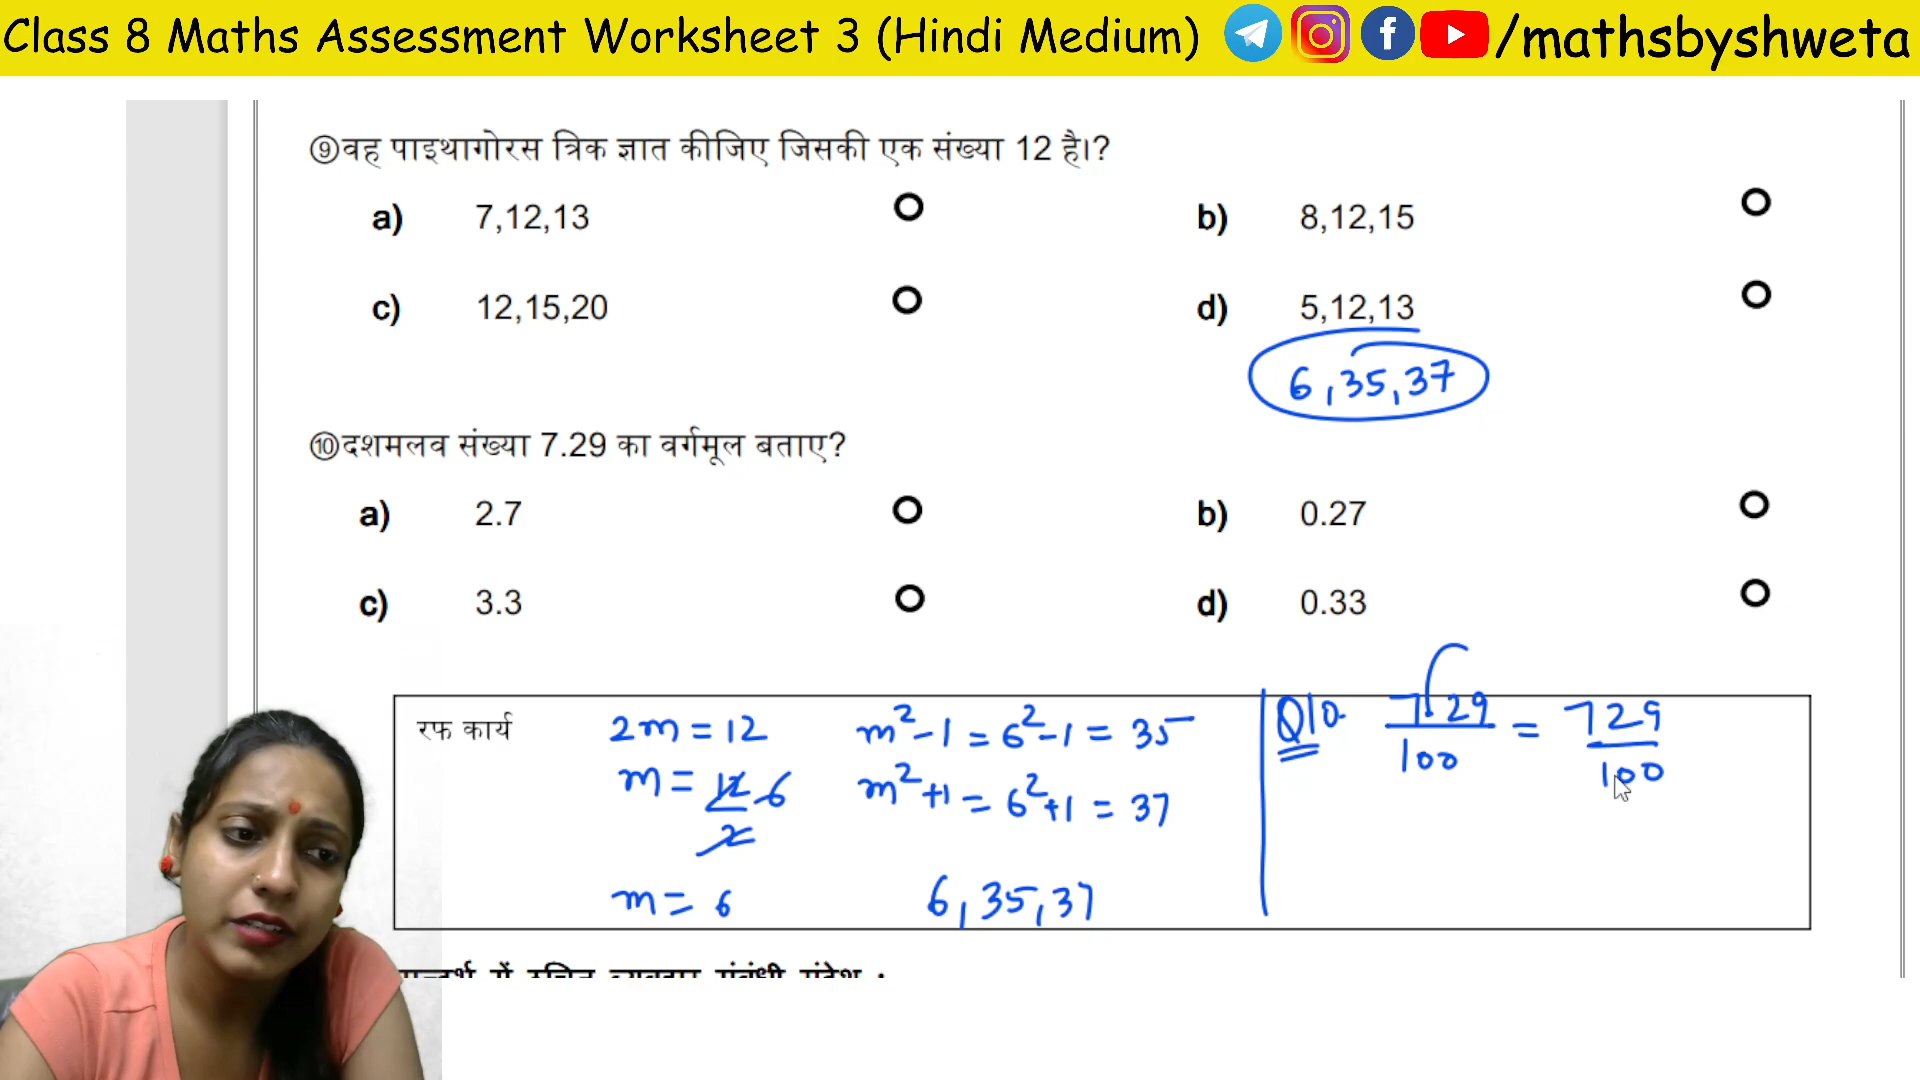 Class 8 Maths Assessment Worksheet 3 (Hindi Medium) /mathsbyshweta
⑨वह पाइथागोरस त्रिक ज्ञात कीजिए जिसकी एक संख्या 12 है।?
a) 7,12,13 b) 8,12,15
c) 12,15,20 d) 5,12,13
6,35,37
⑩दशमलव संख्या 7.29 का वर्गमूल बताए?
a) 2.7 b) 0.27
c) 3.3 d) 0.33
रफ कार्य
2m = 12
m = 12/2 6
m = 6
m²-1 = 6²-1 = 35
m²+1 = 6²+1 = 37
6,35,37
Q10. 7.29/100 = 729/100